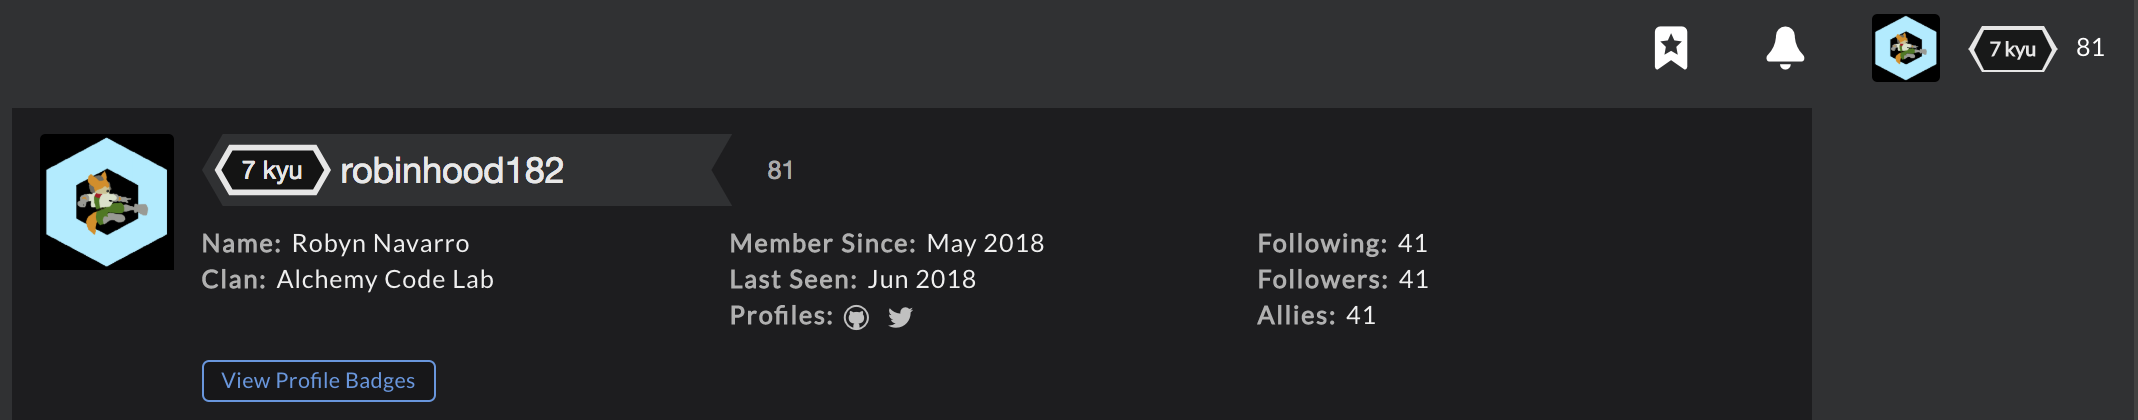 7 kyu 81
7 kyu robinhood182 81
Name: Robyn Navarro
Clan: Alchemy Code Lab
Member Since: May 2018
Last Seen: Jun 2018
Profiles:
Following: 41
Followers: 41
Allies: 41
View Profile Badges